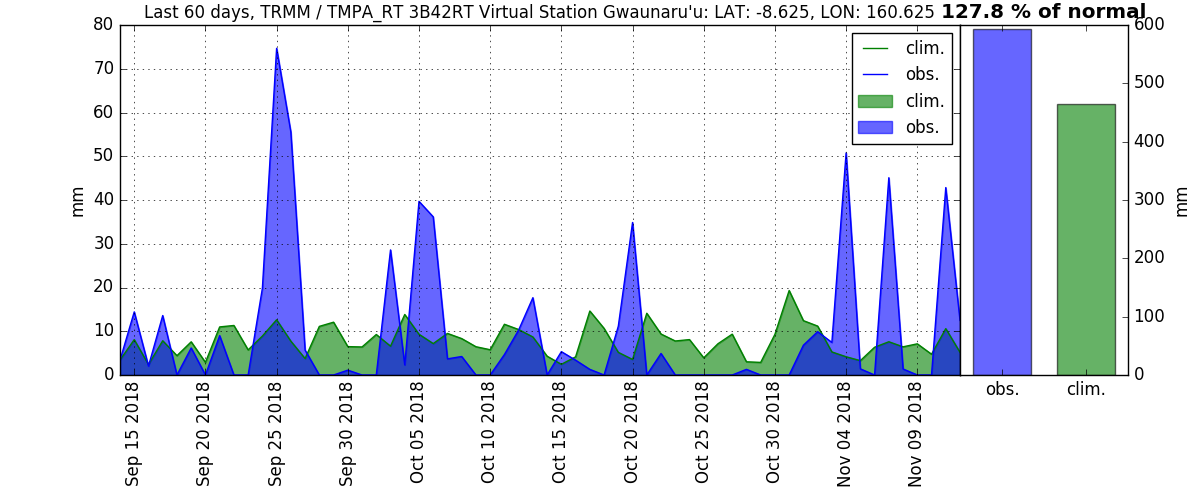 Last 60 days, TRMM / TMPA_RT 3B42RT Virtual Station Gwaunaru'u: LAT: -8.625, LON: 160.625 127.8 % of normal
80
70
60
50
40
30
20
10
0
mm
clim.
obs.
clim.
obs.
600
500
400
300
200
100
0
mm
obs.
clim.
Sep 15 2018
Sep 20 2018
Sep 25 2018
Sep 30 2018
Oct 05 2018
Oct 10 2018
Oct 15 2018
Oct 20 2018
Oct 25 2018
Oct 30 2018
Nov 04 2018
Nov 09 2018